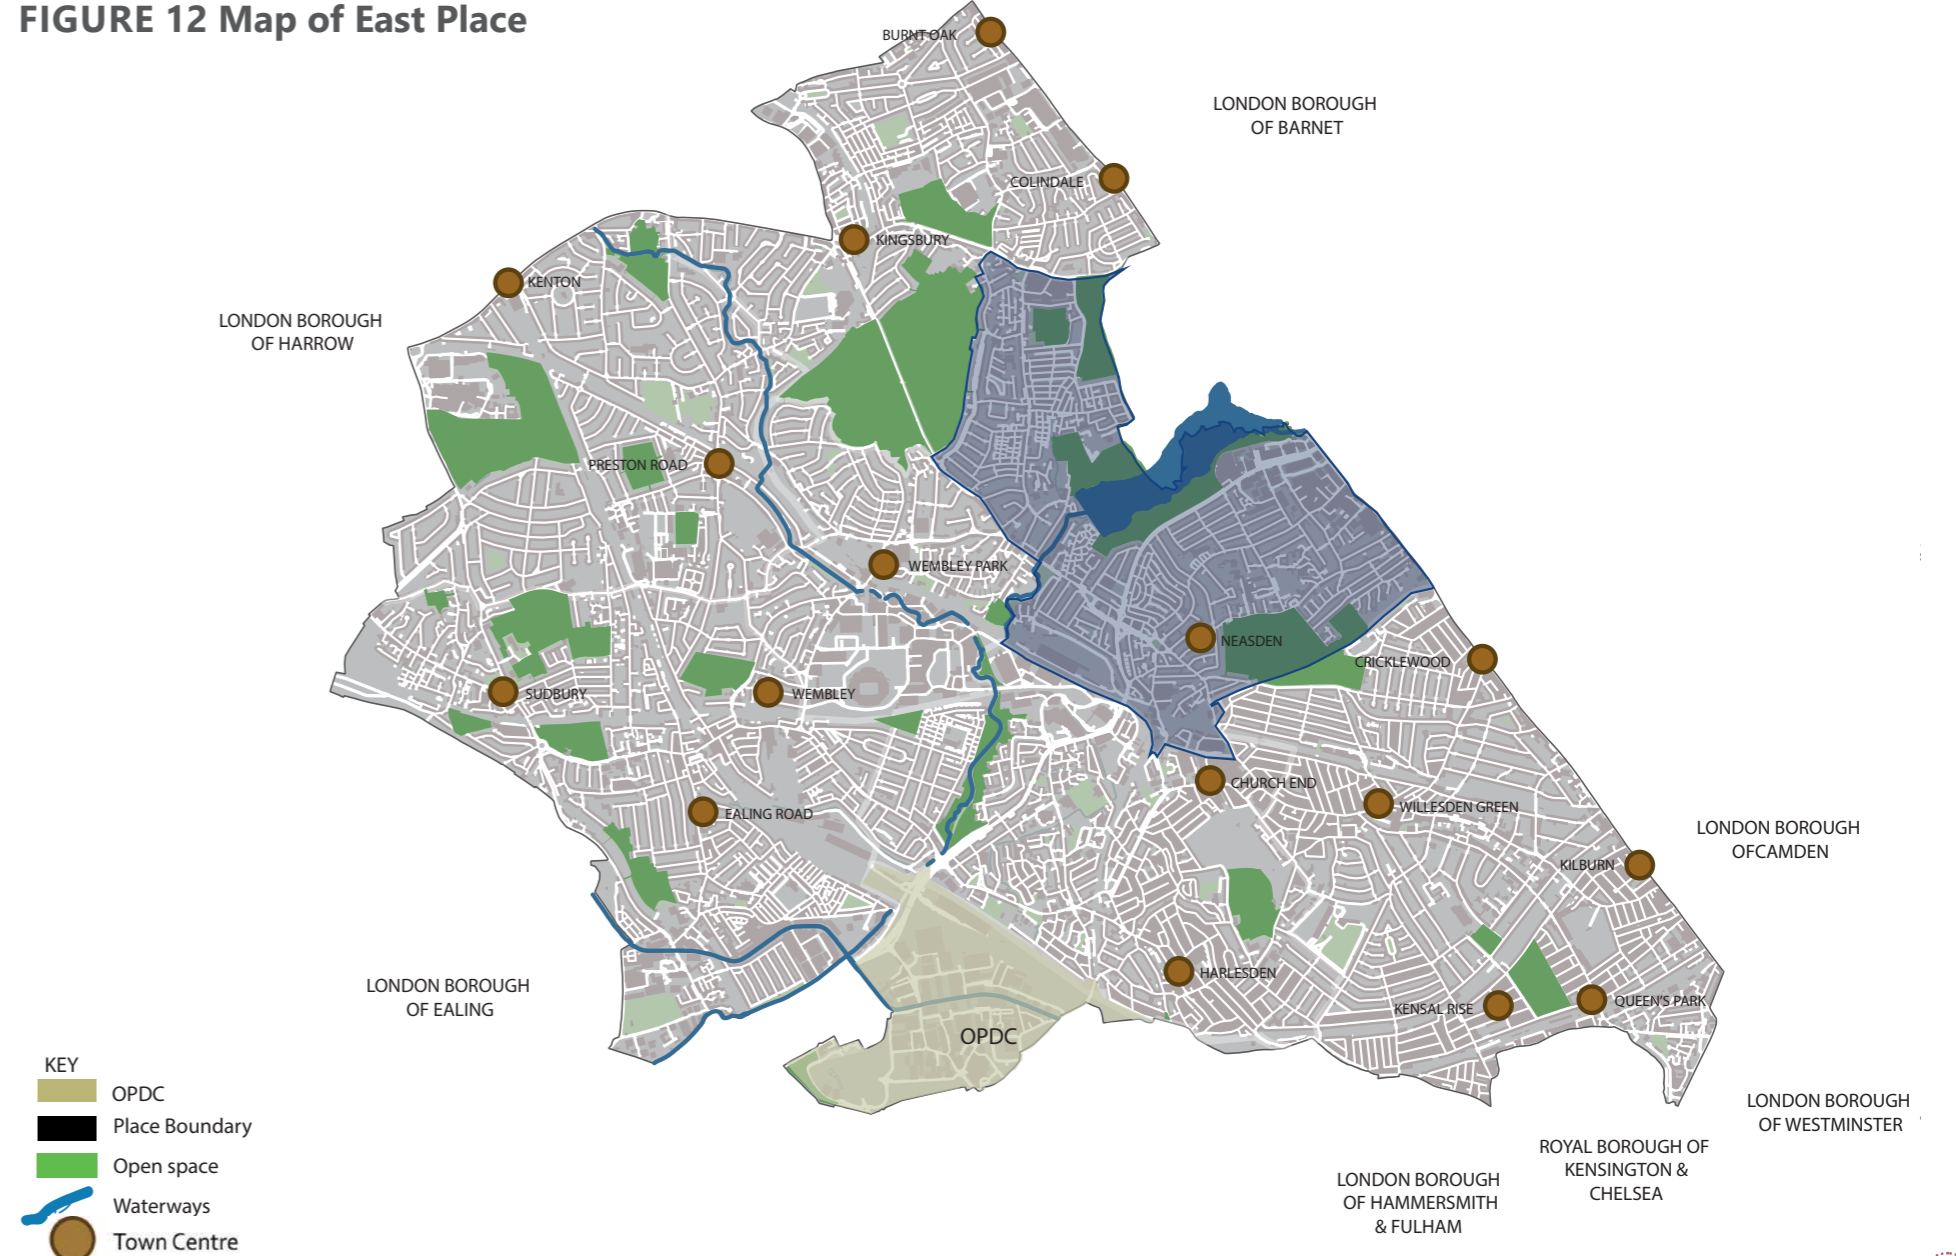 FIGURE 12 Map of East Place
BURNT OAK
LONDON BOROUGH
OF BARNET
COLINDALE
KINGSBURY
KENTON
LONDON BOROUGH
OF HARROW
PRESTON ROAD
WEMBLEY PARK
NEASDEN
CRICKLEWOOD
SUDBURY
WEMBLEY
CHURCH END
WILLESDEN GREEN
EALING ROAD
LONDON BOROUGH
OFCAMDEN
KILBURN
HARLESDEN
LONDON BOROUGH
OF EALING
KENSAL RISE
QUEEN'S PARK
OPDC
KEY
OPDC
Place Boundary
Open space
Waterways
Town Centre
LONDON BOROUGH
OF WESTMINSTER
ROYAL BOROUGH OF
KENSINGTON &
CHELSEA
LONDON BOROUGH
OF HAMMERSMITH
& FULHAM